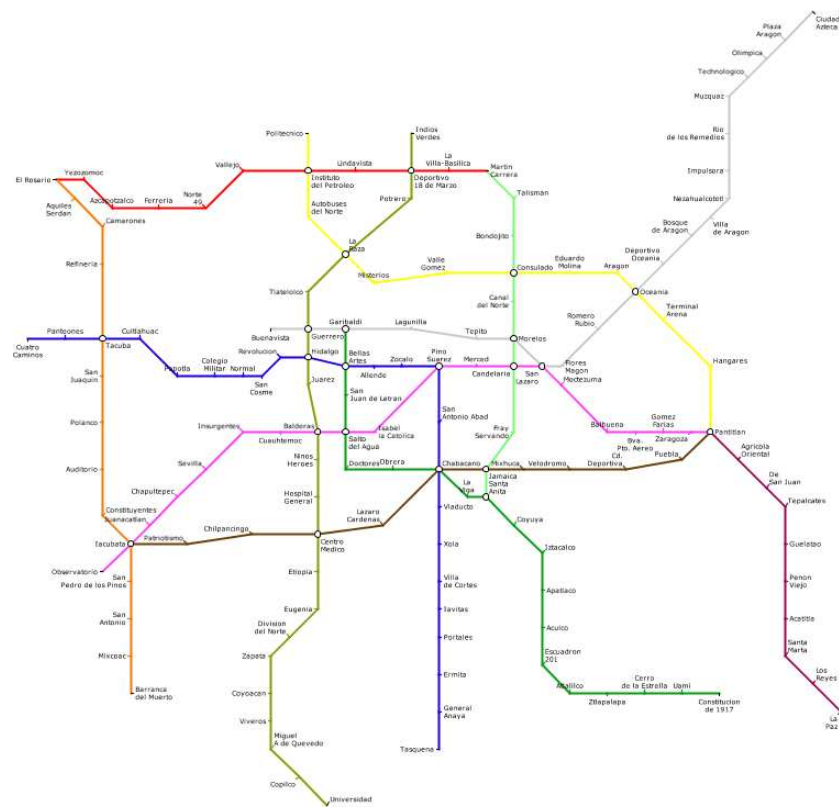 Ciudad
Azteca
Plaza
Aragon
Olimpica
Technologico
Muzquaz
Politecnico
Indios
Verdes
Rio
de los Remedios
La
Villa-Basilica
Vallejo
Lindavista
Martin
Carrera
Yezozomoc
El Rosario
Instituto
del Petroleo
Deportivo
18 de Marzo
Impulsora
Norte
49
Azcapotzalco
Ferreria
Aquiles
Serdan
Autobuses
del Norte
Potrero
Talisman
Nezahualcototl
Camarones
Bosque
de Aragon
Villa
de Aragon
Bondojito
La
Raza
Deportivo
Oceania
Refineria
Valle
Gomez
Eduardo
Molina
Aragon
Misterios
Consulado
Tlatelolco
Oceania
Canal
del Norte
Terminal
Arena
Romero
Rubio
Garibaldi
Lagunilla
Tepito
Buenavista
Guerrero
Morelos
Panteones
Cuitlahuac
Cuatro
Caminos
Tacuba
Revolucion
Hidalgo
Bellas
Artes
Zocalo
Pino
Suarez
Merced
Flores
Magon
Hangares
Popotla
Colegio
Militar
Normal
San
Cosme
Allende
Candelaria
San
Lazaro
Moctezuma
San
Juaquin
Juarez
San
Juan de Letran
San
Antonio Abad
Polanco
Insurgentes
Balderas
Cuauhtemoc
Salto
del Agua
Isabel
la Catolica
Fray
Servando
Balbuena
Bva.
Pto. Aereo
Gomez
Farias
Zaragoza
Pantitlan
Auditorio
Sevilla
Ninos
Heroes
Doctores
Obrera
Chabacano
Mixhuca
Velodromo
Cd.
Deportiva
Puebla
Agricola
Oriental
Jamaica
Santa
Anita
La
Viga
De
San Juan
Chapultepec
Hospital
General
Constituyentes
Juanacatlan
Lazaro
Cardenas
Viaducto
Coyuya
Tepalcates
Chilpancingo
Patriotismo
Tacubata
Centro
Medico
Xola
Iztacalco
Guelatao
Observatorio
San
Pedro de los Pinos
Etiopia
Villa
de Cortes
Apatlaco
Penon
Viejo
Eugenia
San
Antonio
Division
del Norte
Portales
Aculco
Acatitla
Mixcoac
Zapata
Ermita
Escuadron
201
Santa
Marta
Barranca
del Muerto
Coyoacan
Cerro
de la Estrella
Uami
Los
Reyes
Ztlapalapa
Constitucion
de 1917
Viveros
General
Anaya
La
Paz
Miguel
A de Quevedo
Tasquena
Copilco
Universidad